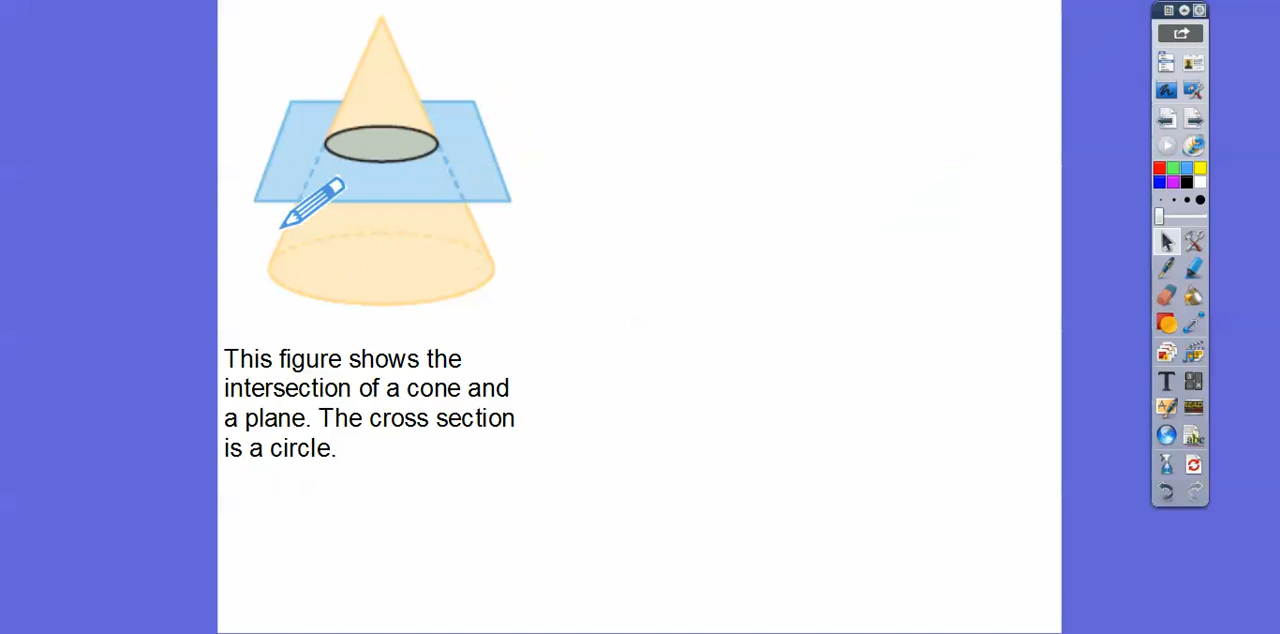 This figure shows the
intersection of a cone and
a plane. The cross section
is a circle.